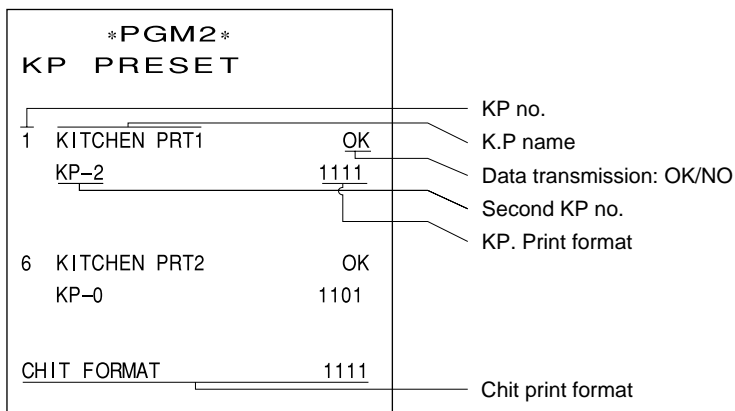 *PGM2*
KP PRESET
1 KITCHEN PRT1 OK
KP-2 1111
6 KITCHEN PRT2 OK
KP-0 1101
CHIT FORMAT 1111
KP no.
K.P name
Data transmission: OK/NO
Second KP no.
KP. Print format
Chit print format